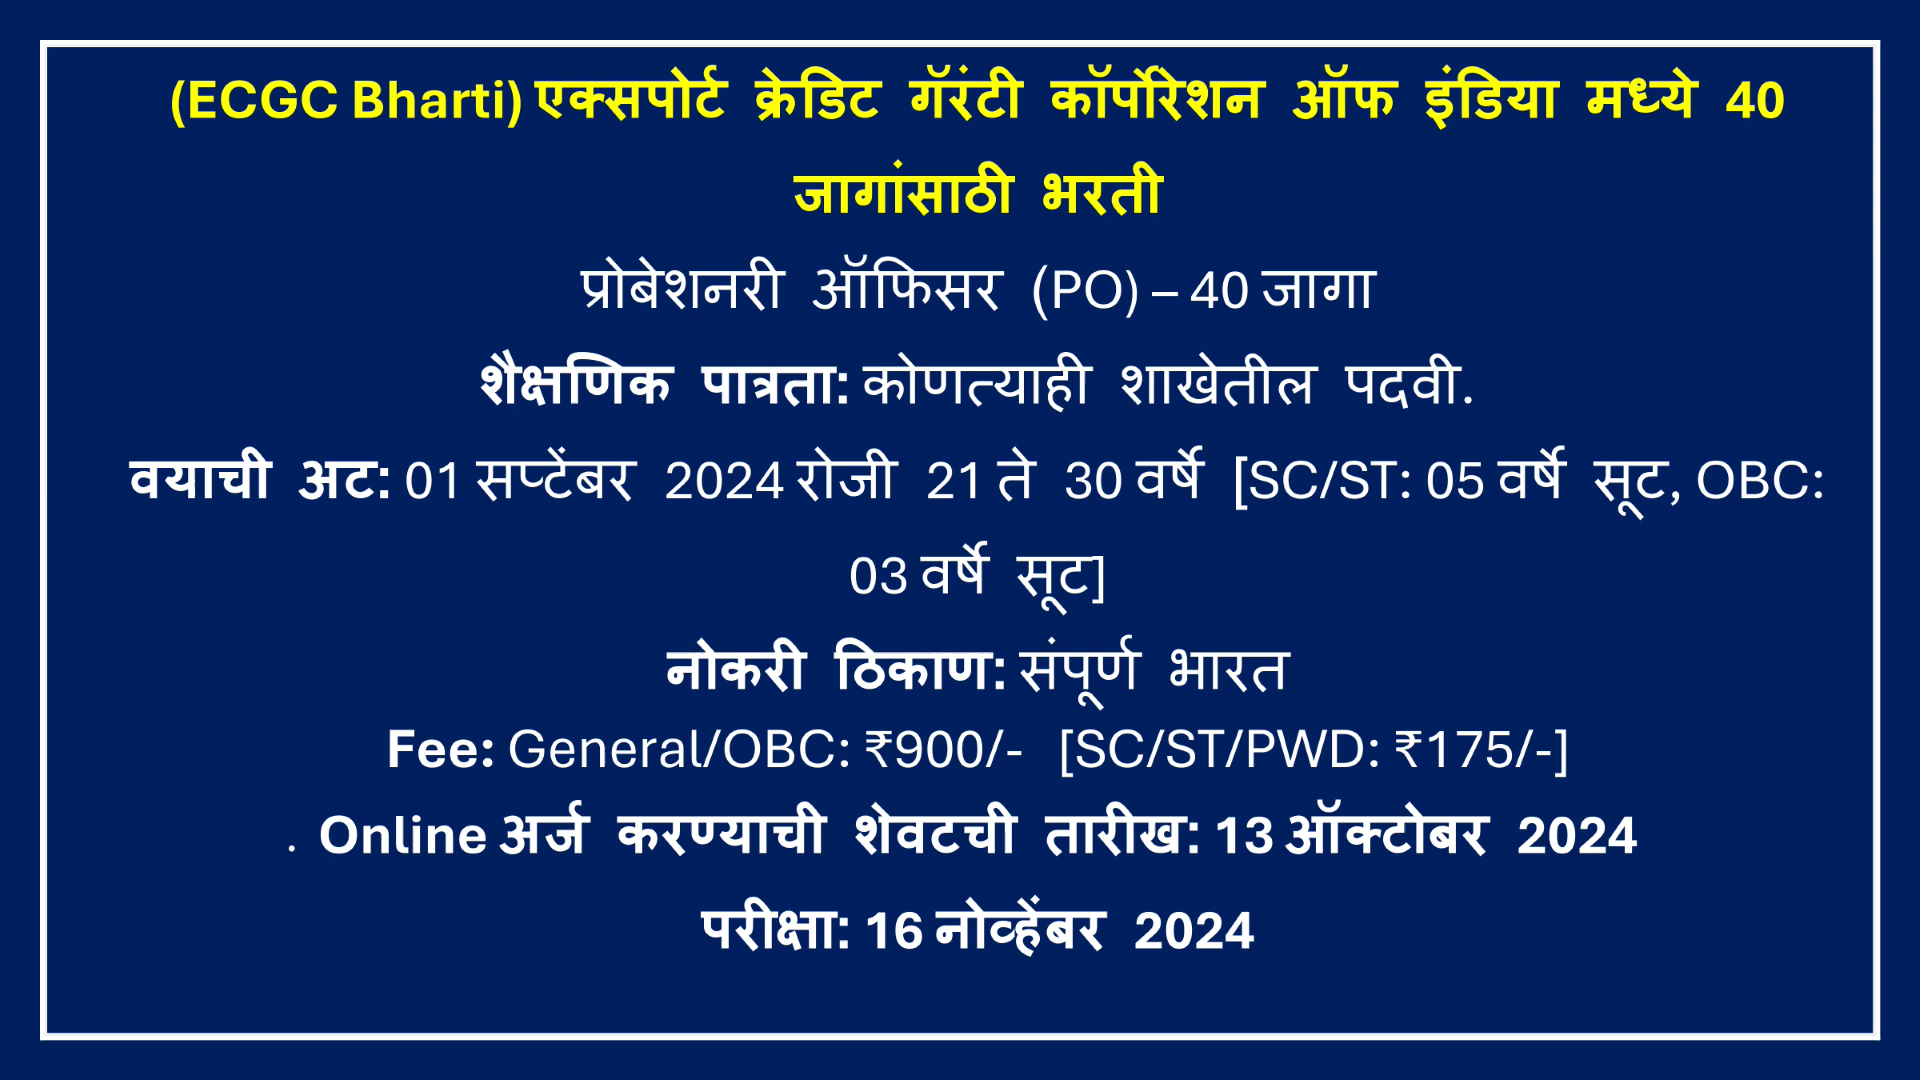 (ECGC Bharti) एक्सपोर्ट क्रेडिट गॅरंटी कॉर्पोरेशन ऑफ इंडिया मध्ये 40
जागांसाठी भरती
प्रोबेशनरी ऑफिसर (PO) – 40 जागा
शैक्षणिक पात्रता: कोणत्याही शाखेतील पदवी.
वयाची अट: 01 सप्टेंबर 2024 रोजी 21 ते 30 वर्षे [SC/ST: 05 वर्षे सूट, OBC:
03 वर्षे सूट]
नोकरी ठिकाण: संपूर्ण भारत
Fee: General/OBC: ₹900/- [SC/ST/PWD: ₹175/-]
. Online अर्ज करण्याची शेवटची तारीख: 13 ऑक्टोबर 2024
परीक्षा: 16 नोव्हेंबर 2024